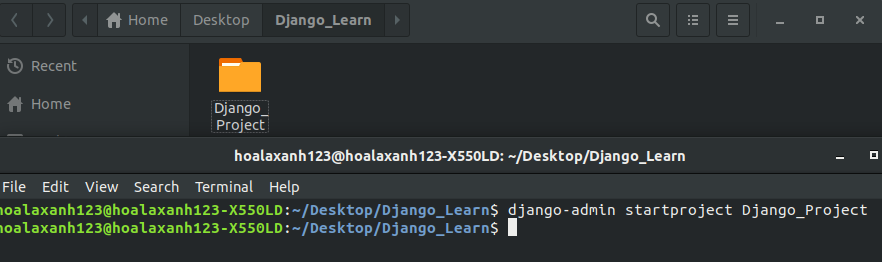 Home Desktop Django_Learn
Recent
Home
Django_
Project
hoalaxanh123@hoalaxanh123-X550LD: ~/Desktop/Django_Learn
File Edit View Search Terminal Help
hoalaxanh123@hoalaxanh123-X550LD:~/Desktop/Django_Learn$ django-admin startproject Django_Project
hoalaxanh123@hoalaxanh123-X550LD:~/Desktop/Django_Learn$